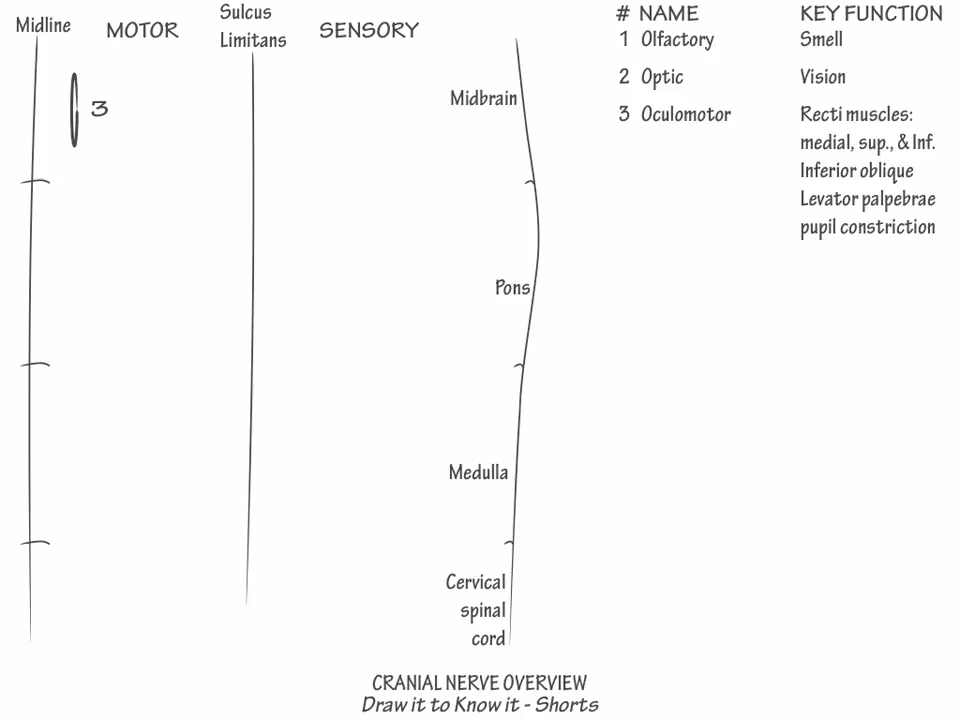 Midline
MOTOR
Sulcus
Limitans
SENSORY
3
Midbrain
Pons
Medulla
Cervical
spinal
cord
# NAME KEY FUNCTION
1 Olfactory Smell
2 Optic Vision
3 Oculomotor Recti muscles:
medial, sup., & Inf.
Inferior oblique
Levator palpebrae
pupil constriction
CRANIAL NERVE OVERVIEW
Draw it to Know it - Shorts